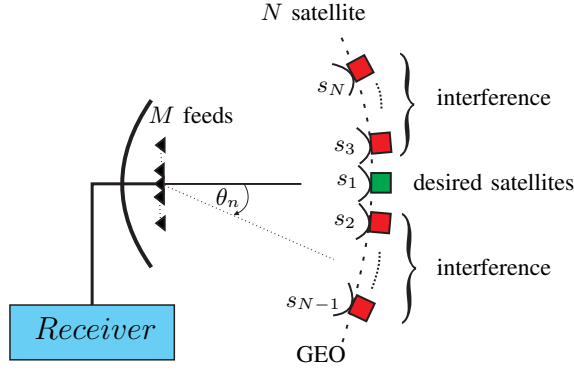 N satellite
s_N
interference
M feeds
s_3
s_1
desired satellites
θ_n
s_2
interference
s_{N−1}
Receiver
GEO